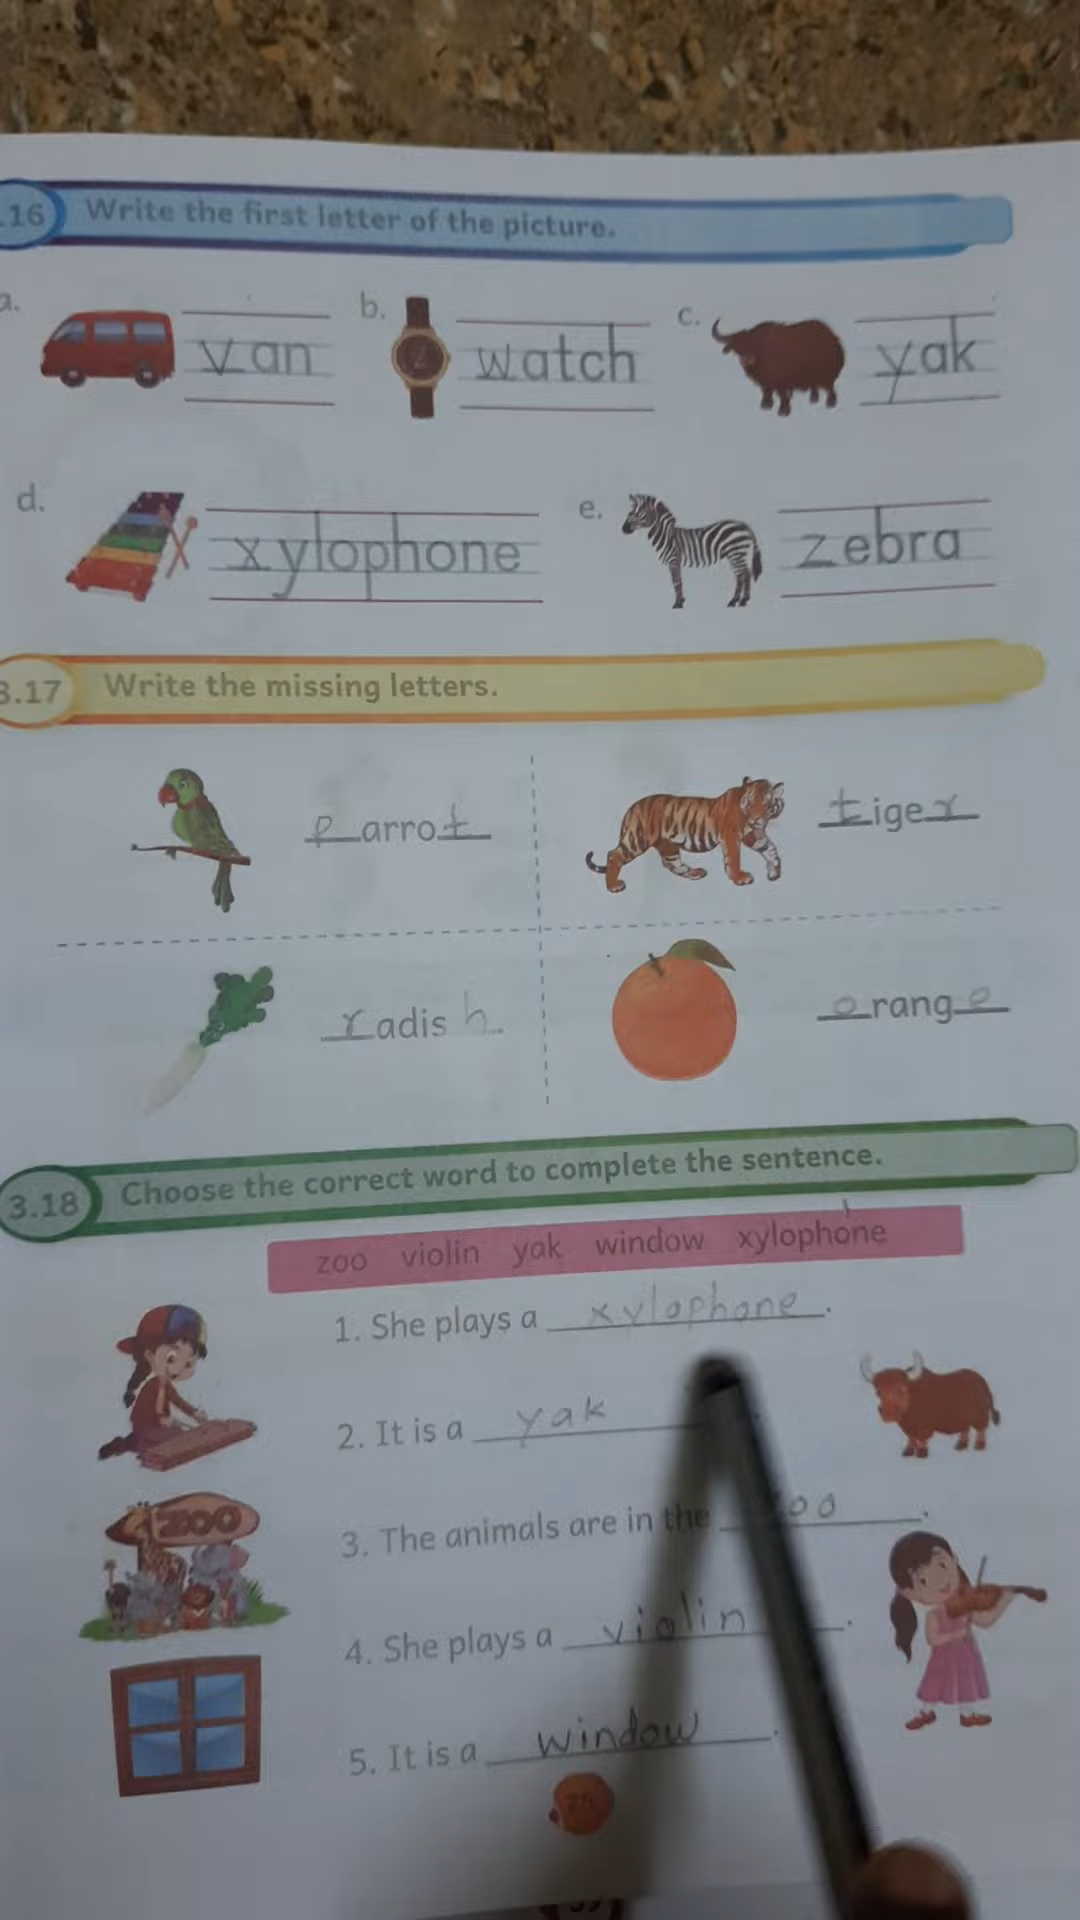 .16 Write the first letter of the picture.
a. van b. watch c. yak
d. xylophone e. zebra
3.17 Write the missing letters.
parrot tiger
radish orange
3.18 Choose the correct word to complete the sentence.
zoo violin yak window xylophone
1. She plays a xylophone.
2. It is a yak.
ZOO
3. The animals are in the zoo.
4. She plays a violin.
5. It is a window.